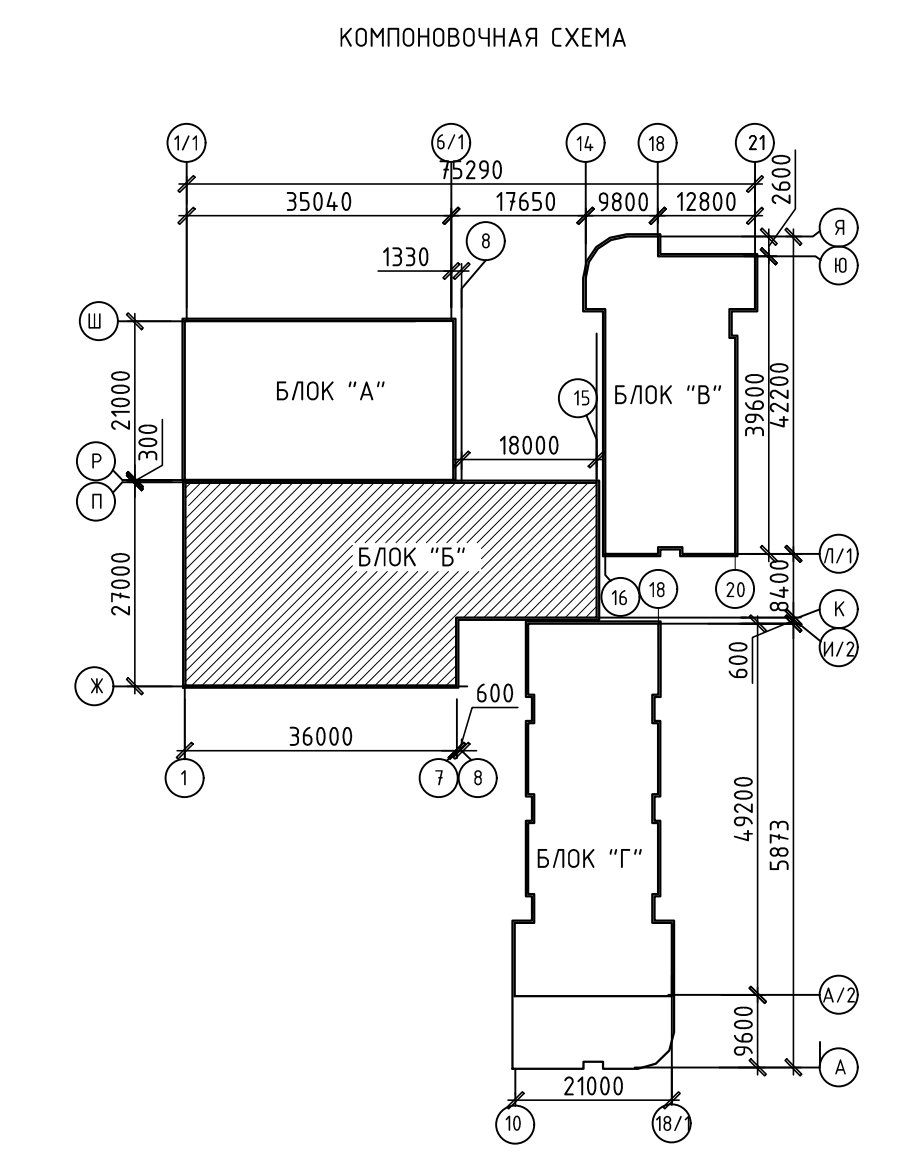 КОМПОНОВОЧНАЯ СХЕМА
1/1 6/1 14 18 21
75290
2600
35040 17650 9800 12800
Я
8
1330
Ю
Ш
21000
БЛОК "А"
15
БЛОК "В"
39600
42200
300
18000
Р
П
БЛОК "Б"
Л/1
27000
16 18 20
8400
К
И/2
600
Ж
600
36000
1 7 8
49200
5873
БЛОК "Г"
А/2
9600
А
21000
10 18/1